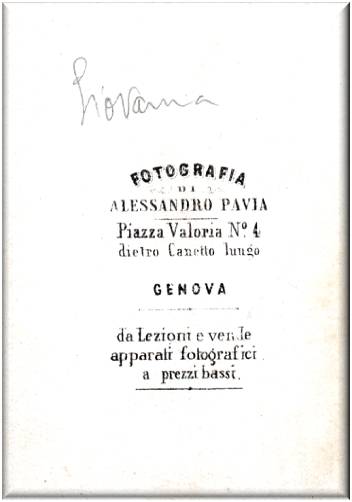 Giovanna
FOTOGRAFIA
DI
ALESSANDRO PAVIA
Piazza Valoria Nº 4
dietro Canetto lungo
GENOVA
da Lezioni e vende
apparati fotografici
a prezzi bassi.